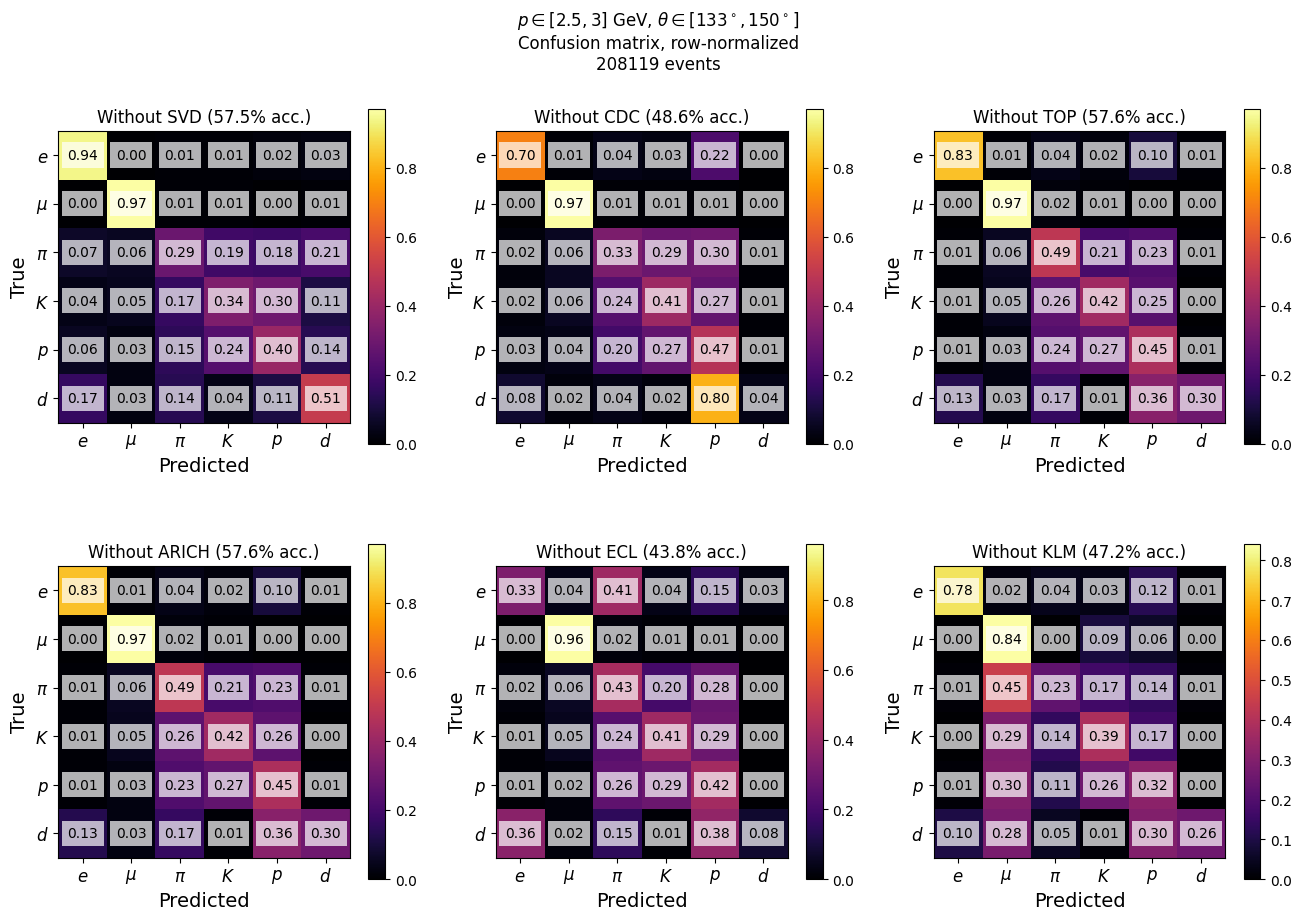 p ∈ [2.5, 3] GeV, θ ∈ [133°, 150°]
Confusion matrix, row-normalized
208119 events
Without SVD (57.5% acc.)
True
e 0.94 0.00 0.01 0.01 0.02 0.03
μ 0.00 0.97 0.01 0.01 0.00 0.01
π 0.07 0.06 0.29 0.19 0.18 0.21
K 0.04 0.05 0.17 0.34 0.30 0.11
p 0.06 0.03 0.15 0.24 0.40 0.14
d 0.17 0.03 0.14 0.04 0.11 0.51
e μ π K p d
Predicted
0.8
0.6
0.4
0.2
0.0
Without CDC (48.6% acc.)
True
e 0.70 0.01 0.04 0.03 0.22 0.00
μ 0.00 0.97 0.01 0.01 0.01 0.00
π 0.02 0.06 0.33 0.29 0.30 0.01
K 0.02 0.06 0.24 0.41 0.27 0.01
p 0.03 0.04 0.20 0.27 0.47 0.01
d 0.08 0.02 0.04 0.02 0.80 0.04
e μ π K p d
Predicted
0.8
0.6
0.4
0.2
0.0
Without TOP (57.6% acc.)
True
e 0.83 0.01 0.04 0.02 0.10 0.01
μ 0.00 0.97 0.02 0.01 0.00 0.00
π 0.01 0.06 0.49 0.21 0.23 0.01
K 0.01 0.05 0.26 0.42 0.25 0.00
p 0.01 0.03 0.24 0.27 0.45 0.01
d 0.13 0.03 0.17 0.01 0.36 0.30
e μ π K p d
Predicted
0.8
0.6
0.4
0.2
0.0
Without ARICH (57.6% acc.)
True
e 0.83 0.01 0.04 0.02 0.10 0.01
μ 0.00 0.97 0.02 0.01 0.00 0.00
π 0.01 0.06 0.49 0.21 0.23 0.01
K 0.01 0.05 0.26 0.42 0.26 0.00
p 0.01 0.03 0.23 0.27 0.45 0.01
d 0.13 0.03 0.17 0.01 0.36 0.30
e μ π K p d
Predicted
0.8
0.6
0.4
0.2
0.0
Without ECL (43.8% acc.)
True
e 0.33 0.04 0.41 0.04 0.15 0.03
μ 0.00 0.96 0.02 0.01 0.01 0.00
π 0.02 0.06 0.43 0.20 0.28 0.00
K 0.01 0.05 0.24 0.41 0.29 0.00
p 0.01 0.02 0.26 0.29 0.42 0.00
d 0.36 0.02 0.15 0.01 0.38 0.08
e μ π K p d
Predicted
0.8
0.6
0.4
0.2
0.0
Without KLM (47.2% acc.)
True
e 0.78 0.02 0.04 0.03 0.12 0.01
μ 0.00 0.84 0.00 0.09 0.06 0.00
π 0.01 0.45 0.23 0.17 0.14 0.01
K 0.00 0.29 0.14 0.39 0.17 0.00
p 0.01 0.30 0.11 0.26 0.32 0.00
d 0.10 0.28 0.05 0.01 0.30 0.26
e μ π K p d
Predicted
0.8
0.7
0.6
0.5
0.4
0.3
0.2
0.1
0.0